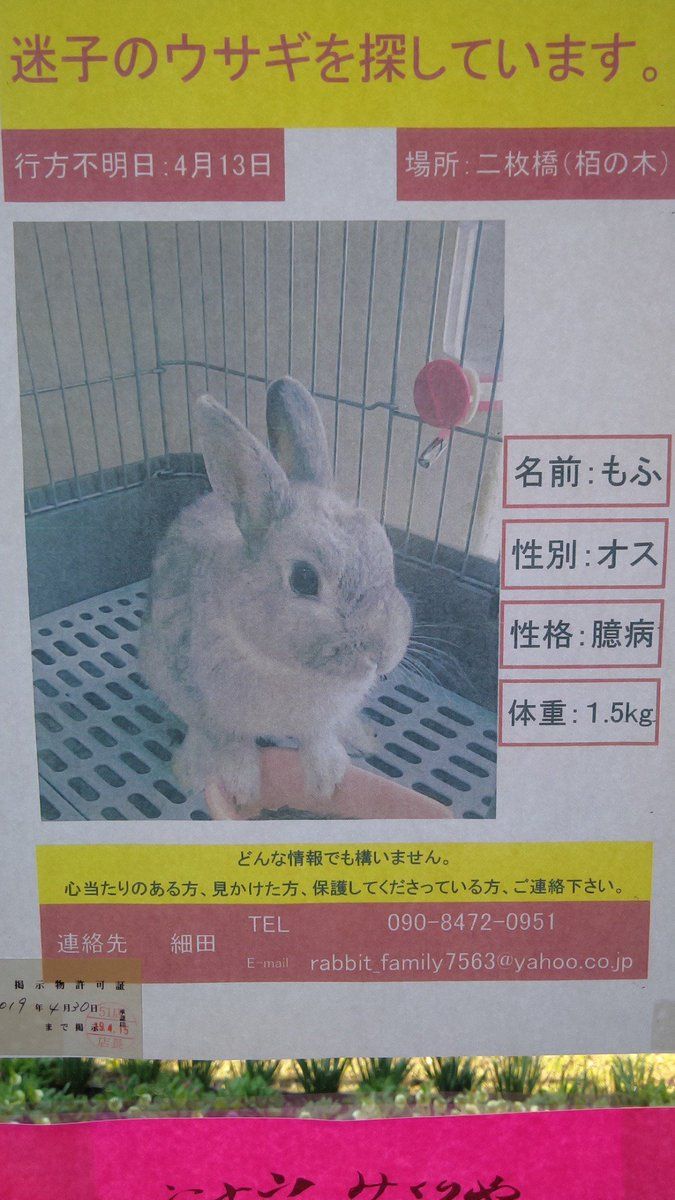 迷子のウサギを探しています。
行方不明日：4月13日
場所：二枚橋（栢の木）
名前：もふ
性別：オス
性格：臆病
体重：1.5kg
どんな情報でも構いません。
心当たりのある方、見かけた方、保護してくださっている方、ご連絡下さい。
連絡先 細田
TEL 090-8472-0951
E-mail rabbit_family7563@yahoo.co.jp
掲示物許可証
019年4月30日
まで掲示
19.4.15
店長